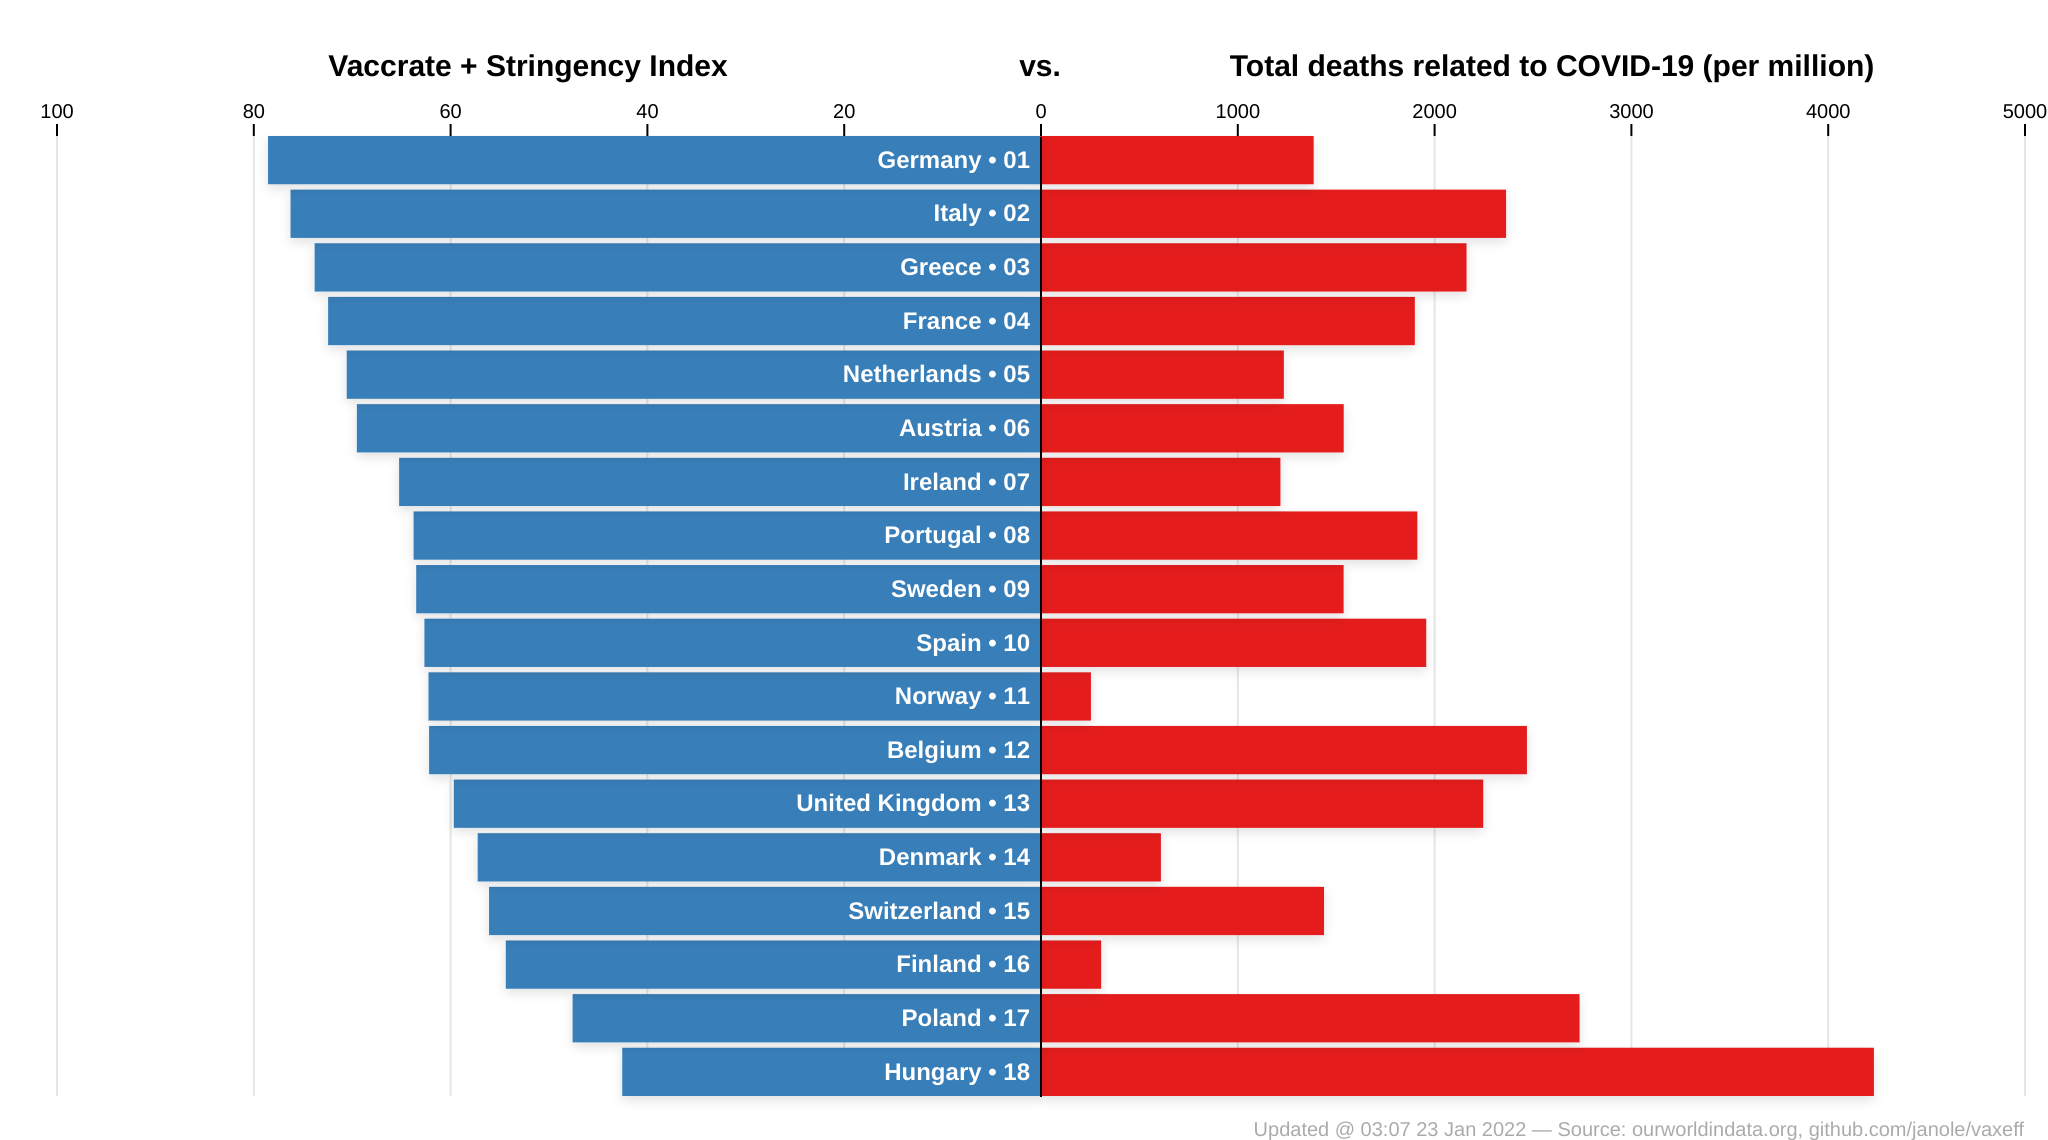 Vaccrate + Stringency Index vs. Total deaths related to COVID-19 (per million)
100 80 60 40 20 0 1000 2000 3000 4000 5000
Germany • 01
Italy • 02
Greece • 03
France • 04
Netherlands • 05
Austria • 06
Ireland • 07
Portugal • 08
Sweden • 09
Spain • 10
Norway • 11
Belgium • 12
United Kingdom • 13
Denmark • 14
Switzerland • 15
Finland • 16
Poland • 17
Hungary • 18
Updated @ 03:07 23 Jan 2022 — Source: ourworldindata.org, github.com/janole/vaxeff